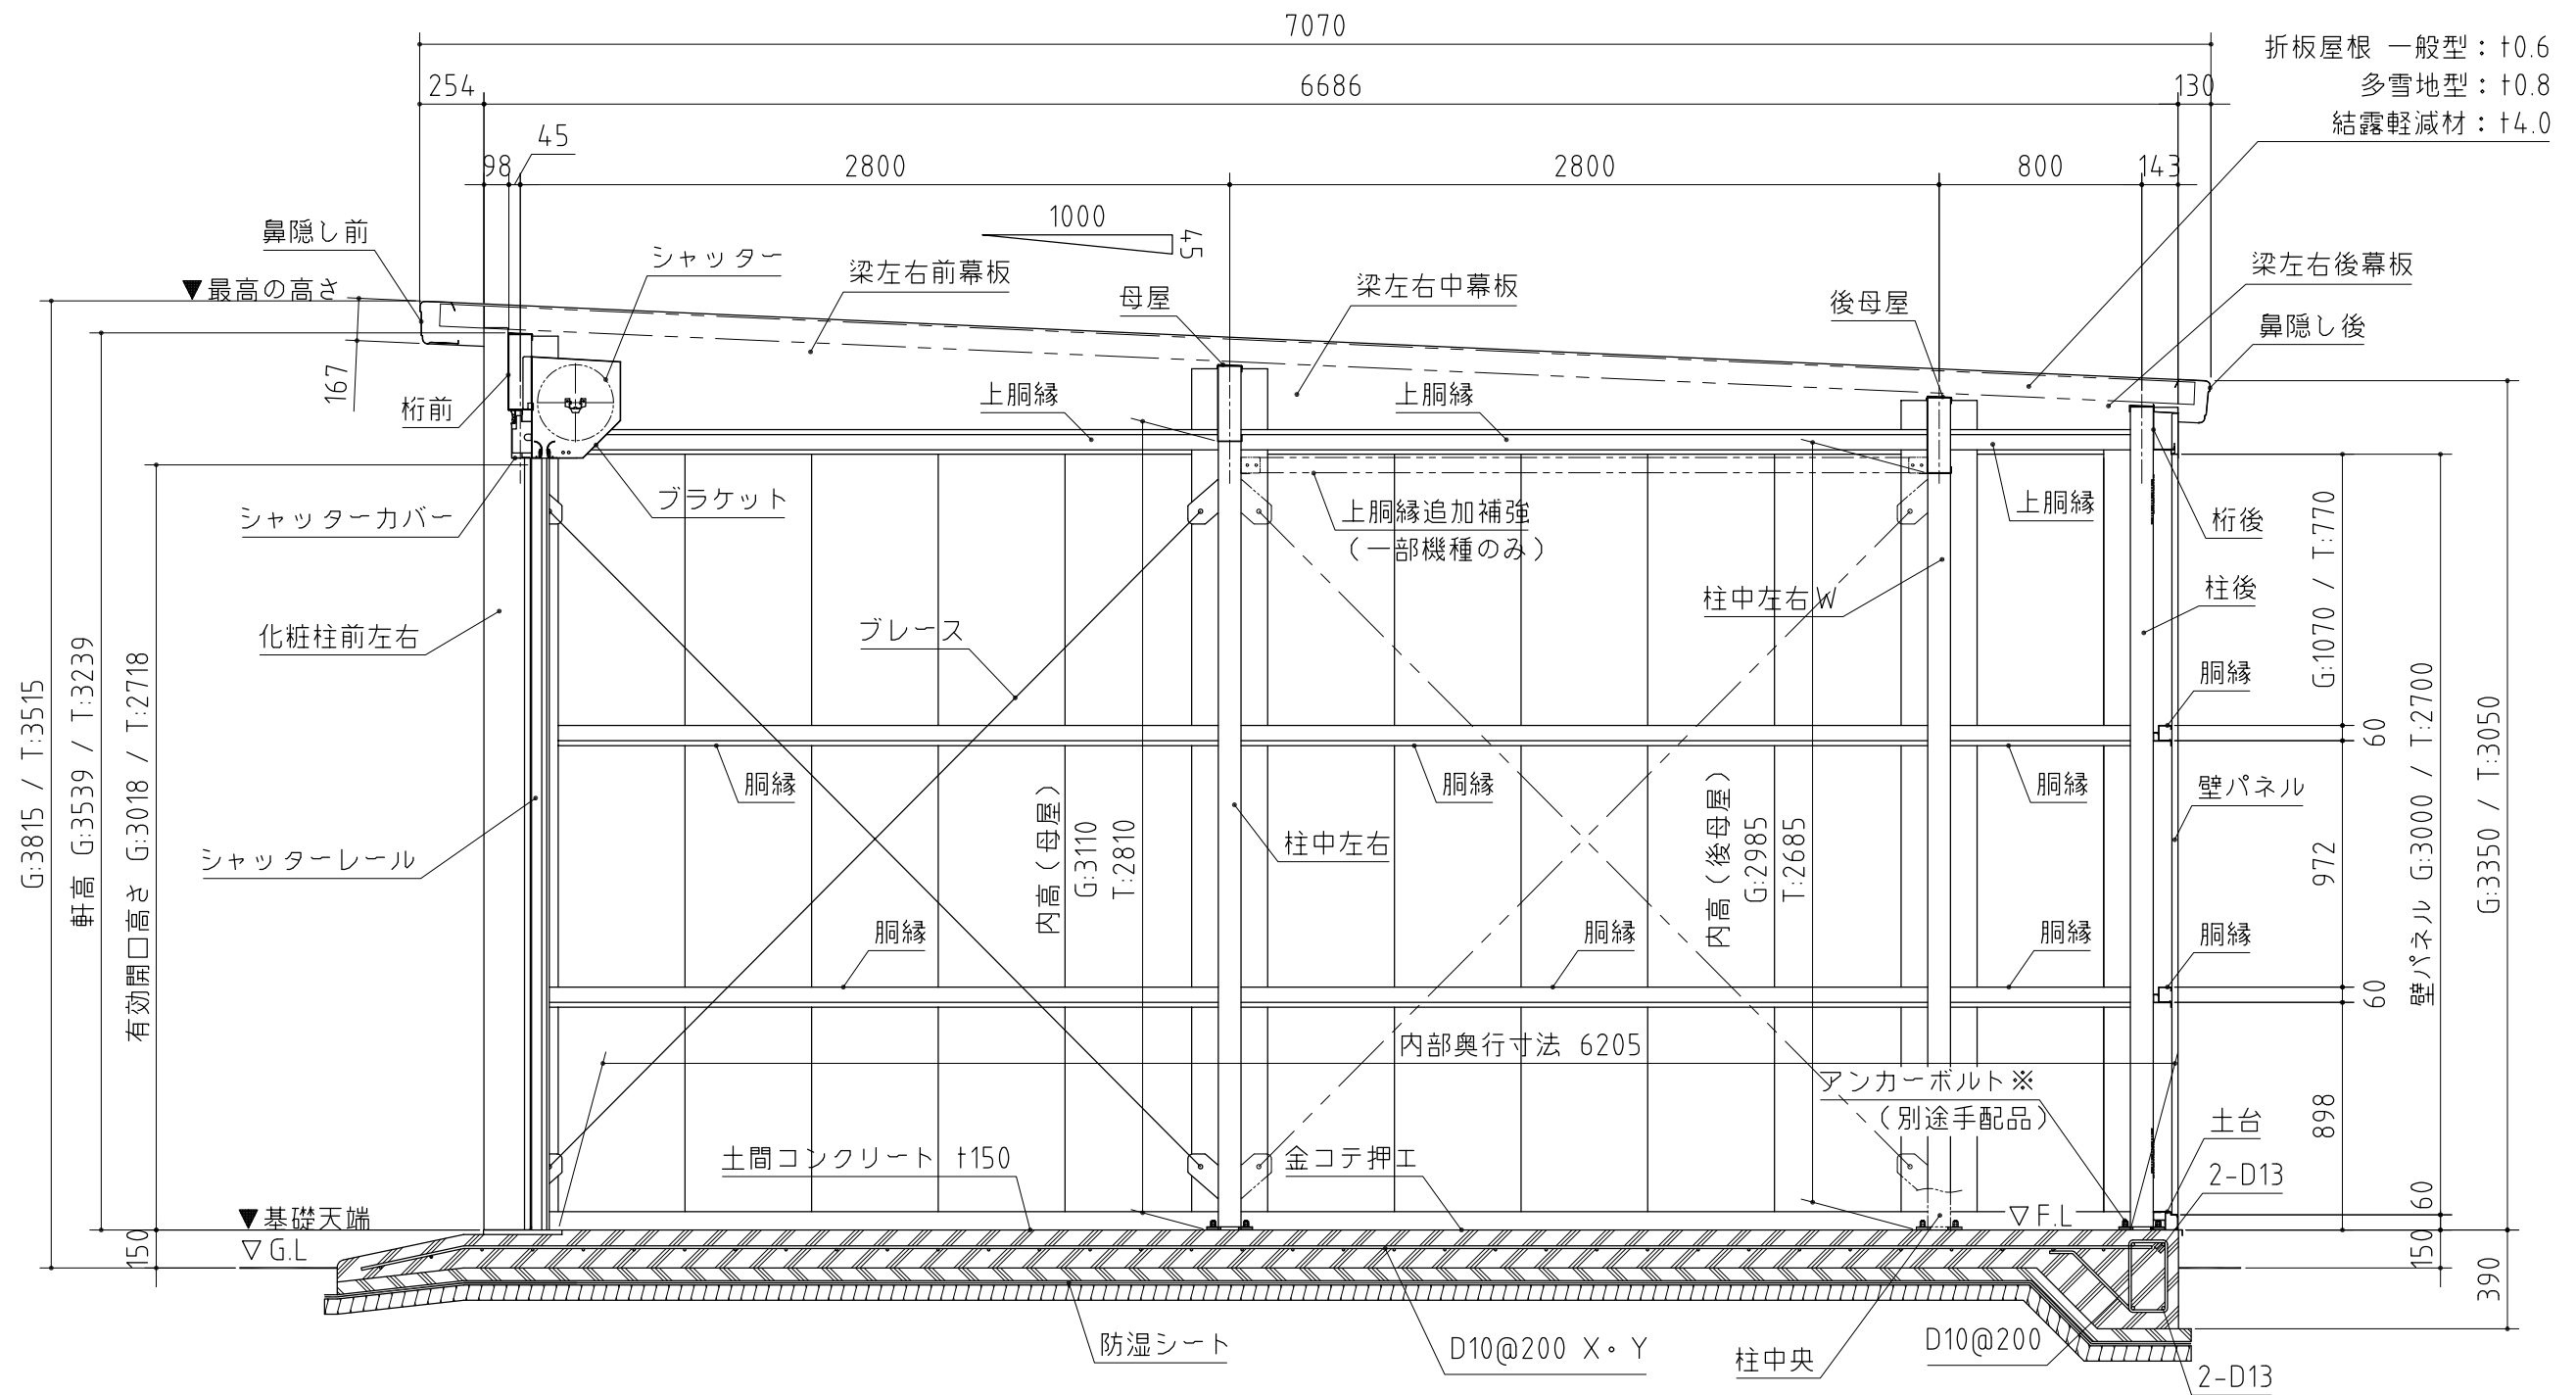 7070
折板屋根 一般型：t0.6
254
6686
130
多雪地型：t0.8
結露軽減材：t4.0
45
98
2800
2800
800
143
1000
45
鼻隠し前
シャッター
梁左右前幕板
母屋
梁左右中幕板
後母屋
梁左右後幕板
▼最高の高さ
鼻隠し後
167
桁前
上胴縁
上胴縁
シャッターカバー
ブラケット
上胴縁追加補強
（一部機種のみ）
上胴縁
桁後
G:1070 / T:770
化粧柱前左右
ブレース
柱中左右W
柱後
胴縁
60
G:3815 / T:3515
軒高 G:3539 / T:3239
有効開口高さ G:3018 / T:2718
胴縁
胴縁
胴縁
壁パネル
シャッターレール
内高（母屋）
G:3110
T:2810
柱中左右
内高（後母屋）
G:2985
T:2685
972
壁パネル G:3000 / T:2700
G:3350 / T:3050
胴縁
胴縁
胴縁
胴縁
60
内部奥行寸法 6205
アンカーボルト※
（別途手配品）
898
土台
土間コンクリート t150
金コテ押エ
2-D13
60
▼基礎天端
▽F.L
▽G.L
150
150
390
防湿シート
D10@200 X・Y
柱中央
D10@200
2-D13